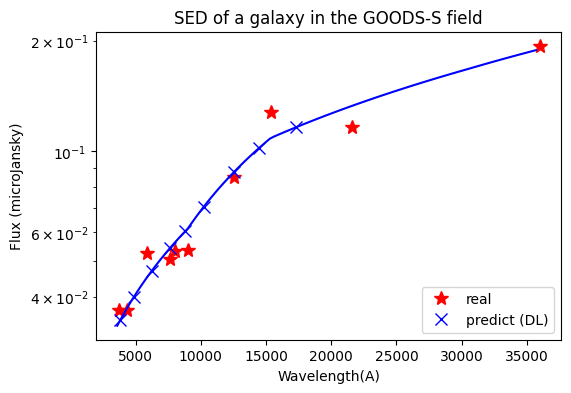 SED of a galaxy in the GOODS-S field
2 × 10⁻¹
10⁻¹
6 × 10⁻²
4 × 10⁻²
Flux (microJansky)
real
predict (DL)
5000 10000 15000 20000 25000 30000 35000
Wavelength(A)